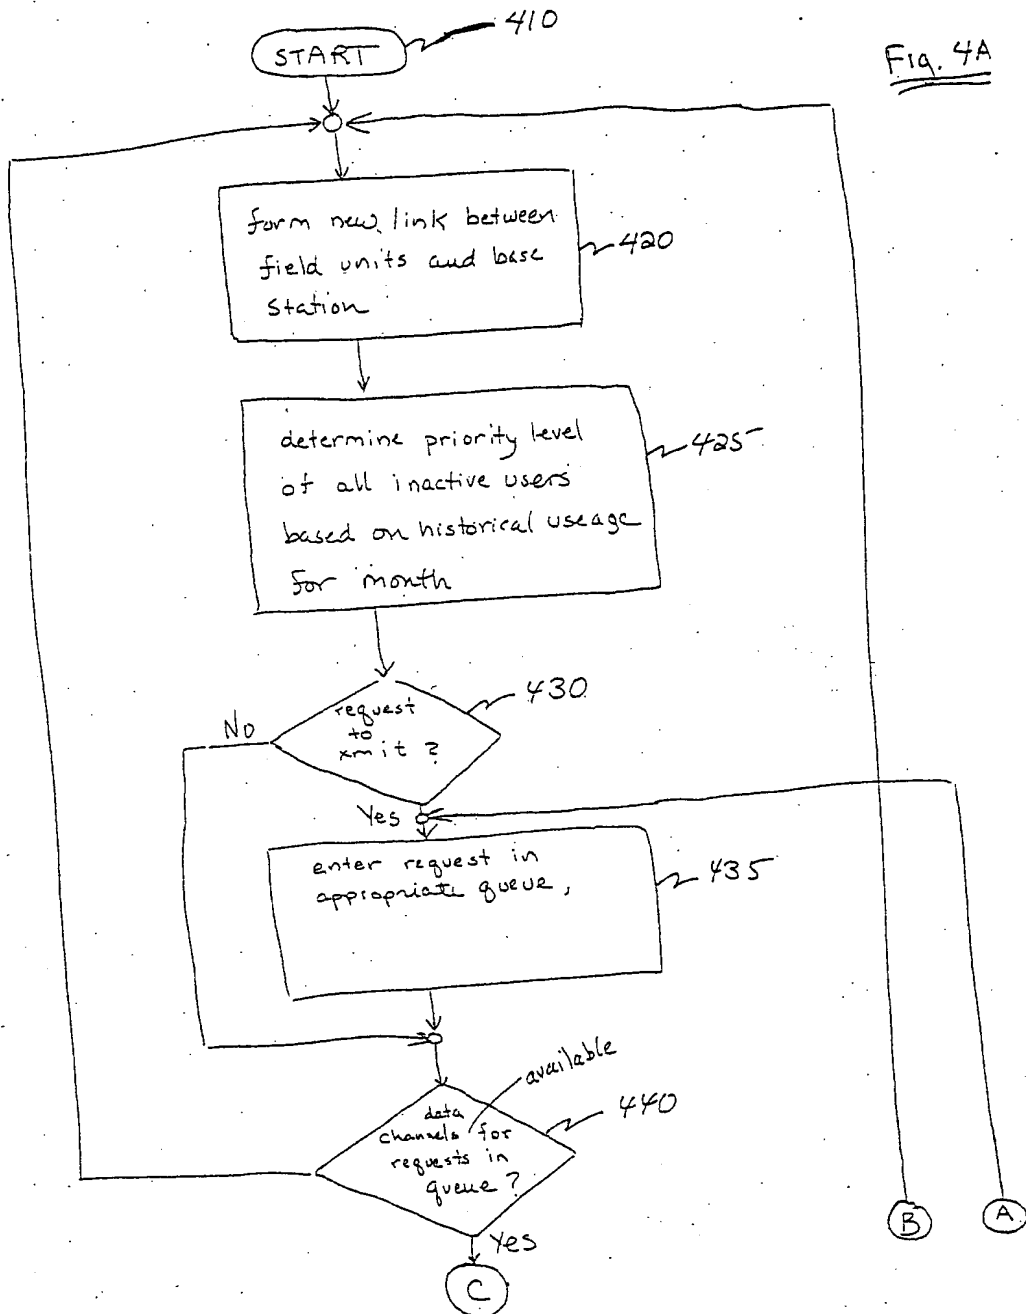 410
START
Fig. 4A
form new link between
field units and base
station
420
determine priority level
of all inactive users
based on historical useage
for month
425
430
request
to
xmit ?
No
Yes
enter request in
appropriate queue,
435
available
440
data
channels for
requests in
queue ?
Yes
B
A
C